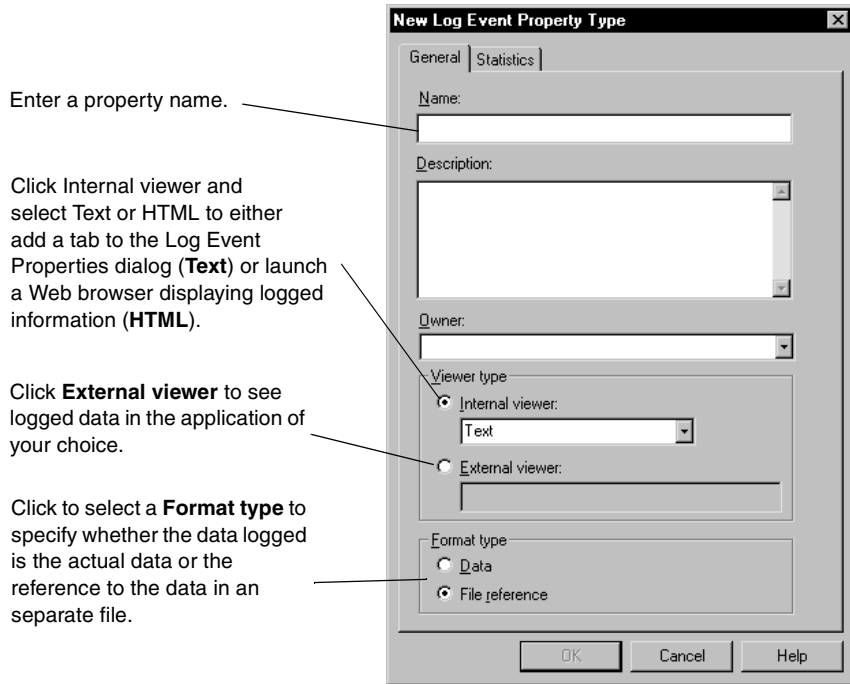 New Log Event Property Type
General
Statistics
Enter a property name.
Name:
Description:
Click Internal viewer and
select Text or HTML to either
add a tab to the Log Event
Properties dialog (Text) or launch
a Web browser displaying logged
information (HTML).
Owner:
Viewer type
Internal viewer:
Text
Click External viewer to see
logged data in the application of
your choice.
External viewer:
Click to select a Format type to
specify whether the data logged
is the actual data or the
reference to the data in an
separate file.
Format type
Data
File reference
OK
Cancel
Help